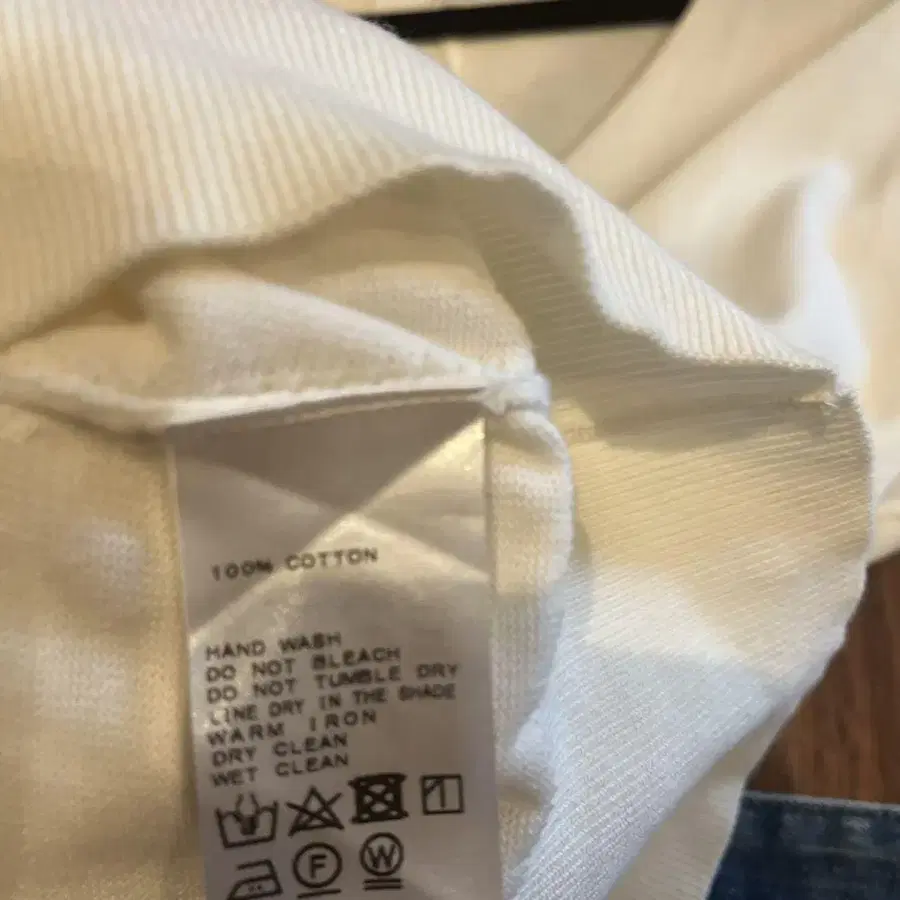 100% COTTON
HAND WASH
DO NOT BLEACH
DO NOT TUMBLE DRY
LINE DRY IN THE SHADE
WARM IRON
DRY CLEAN
WET CLEAN
F W